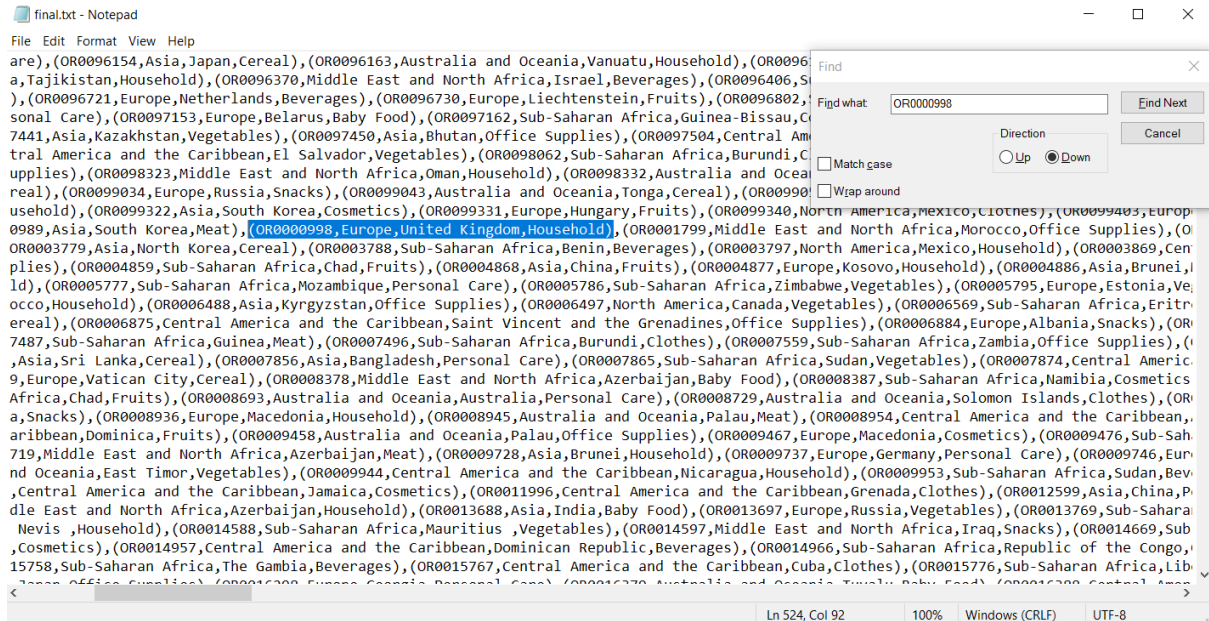 final.txt - Notepad
File Edit Format View Help
are),(OR0096154,Asia,Japan,Cereal),(OR0096163,Australia and Oceania,Vanuatu,Household),(OR0096
a,Tajikistan,Household),(OR0096370,Middle East and North Africa,Israel,Beverages),(OR0096406,S
),(OR0096721,Europe,Netherlands,Beverages),(OR0096730,Europe,Liechtenstein,Fruits),(OR0096802,
sonal Care),(OR0097153,Europe,Belarus,Baby Food),(OR0097162,Sub-Saharan Africa,Guinea-Bissau,C
7441,Asia,Kazakhstan,Vegetables),(OR0097450,Asia,Bhutan,Office Supplies),(OR0097504,Central Am
tral America and the Caribbean,El Salvador,Vegetables),(OR0098062,Sub-Saharan Africa,Burundi,C
upplies),(OR0098323,Middle East and North Africa,Oman,Household),(OR0098332,Australia and Ocea
real),(OR0099034,Europe,Russia,Snacks),(OR0099043,Australia and Oceania,Tonga,Cereal),(OR00990
usehold),(OR0099322,Asia,South Korea,Cosmetics),(OR0099331,Europe,Hungary,Fruits),(OR0099340,North America,Mexico,Clothes),(OR0099403,Europ
0989,Asia,South Korea,Meat),(OR0000998,Europe,United Kingdom,Household),(OR0001799,Middle East and North Africa,Morocco,Office Supplies),(O
OR0003779,Asia,North Korea,Cereal),(OR0003788,Sub-Saharan Africa,Benin,Beverages),(OR0003797,North America,Mexico,Household),(OR0003869,Cen
plies),(OR0004859,Sub-Saharan Africa,Chad,Fruits),(OR0004868,Asia,China,Fruits),(OR0004877,Europe,Kosovo,Household),(OR0004886,Asia,Brunei,
ld),(OR0005777,Sub-Saharan Africa,Mozambique,Personal Care),(OR0005786,Sub-Saharan Africa,Zimbabwe,Vegetables),(OR0005795,Europe,Estonia,Ve
occo,Household),(OR0006488,Asia,Kyrgyzstan,Office Supplies),(OR0006497,North America,Canada,Vegetables),(OR0006569,Sub-Saharan Africa,Eritr
ereal),(OR0006875,Central America and the Caribbean,Saint Vincent and the Grenadines,Office Supplies),(OR0006884,Europe,Albania,Snacks),(OR
7487,Sub-Saharan Africa,Guinea,Meat),(OR0007496,Sub-Saharan Africa,Burundi,Clothes),(OR0007559,Sub-Saharan Africa,Zambia,Office Supplies),(
,Asia,Sri Lanka,Cereal),(OR0007856,Asia,Bangladesh,Personal Care),(OR0007865,Sub-Saharan Africa,Sudan,Vegetables),(OR0007874,Central Americ
9,Europe,Vatican City,Cereal),(OR0008378,Middle East and North Africa,Azerbaijan,Baby Food),(OR0008387,Sub-Saharan Africa,Namibia,Cosmetics
Africa,Chad,Fruits),(OR0008693,Australia and Oceania,Australia,Personal Care),(OR0008729,Australia and Oceania,Solomon Islands,Clothes),(OR
a,Snacks),(OR0008936,Europe,Macedonia,Household),(OR0008945,Australia and Oceania,Palau,Meat),(OR0008954,Central America and the Caribbean,
aribbean,Dominica,Fruits),(OR0009458,Australia and Oceania,Palau,Office Supplies),(OR0009467,Europe,Macedonia,Cosmetics),(OR0009476,Sub-Sah
719,Middle East and North Africa,Azerbaijan,Meat),(OR0009728,Asia,Brunei,Household),(OR0009737,Europe,Germany,Personal Care),(OR0009746,Eur
nd Oceania,East Timor,Vegetables),(OR0009944,Central America and the Caribbean,Nicaragua,Household),(OR0009953,Sub-Saharan Africa,Sudan,Bev
,Central America and the Caribbean,Jamaica,Cosmetics),(OR0011996,Central America and the Caribbean,Grenada,Clothes),(OR0012599,Asia,China,P
dle East and North Africa,Azerbaijan,Household),(OR0013688,Asia,India,Baby Food),(OR0013697,Europe,Russia,Vegetables),(OR0013769,Sub-Sahara
Nevis ,Household),(OR0014588,Sub-Saharan Africa,Mauritius ,Vegetables),(OR0014597,Middle East and North Africa,Iraq,Snacks),(OR0014669,Sub
,Cosmetics),(OR0014957,Central America and the Caribbean,Dominican Republic,Beverages),(OR0014966,Sub-Saharan Africa,Republic of the Congo,
15758,Sub-Saharan Africa,The Gambia,Beverages),(OR0015767,Central America and the Caribbean,Cuba,Clothes),(OR0015776,Sub-Saharan Africa,Lib
Find
Find what: OR0000998 Find Next
Direction Cancel
Up Down
Match case
Wrap around
Ln 524, Col 92 100% Windows (CRLF) UTF-8